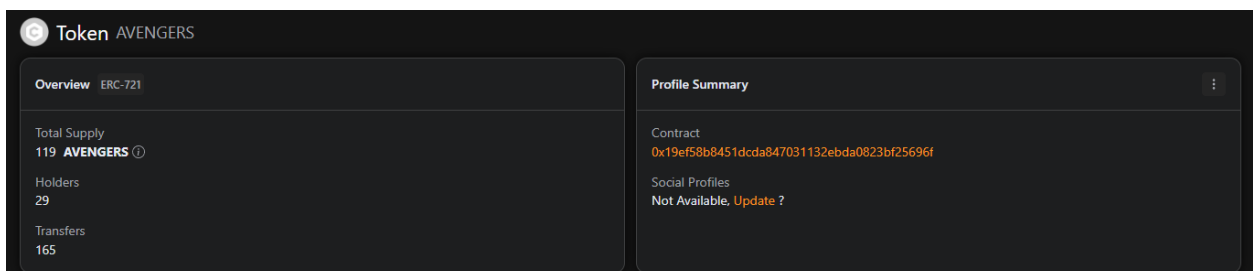 Token AVENGERS
Overview ERC-721
Total Supply
119 AVENGERS
Holders
29
Transfers
165
Profile Summary
Contract
0x19ef58b8451dcda847031132ebda0823bf25696f
Social Profiles
Not Available, Update ?